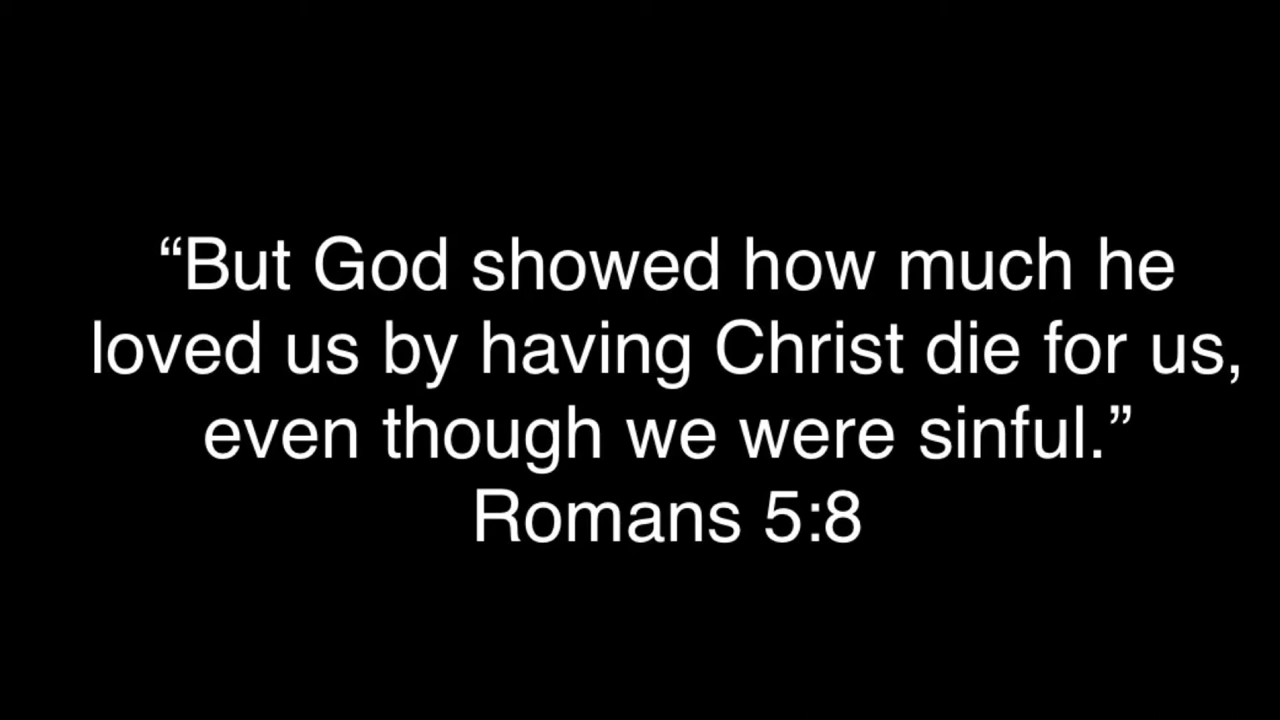 “But God showed how much he
loved us by having Christ die for us,
even though we were sinful.”
Romans 5:8